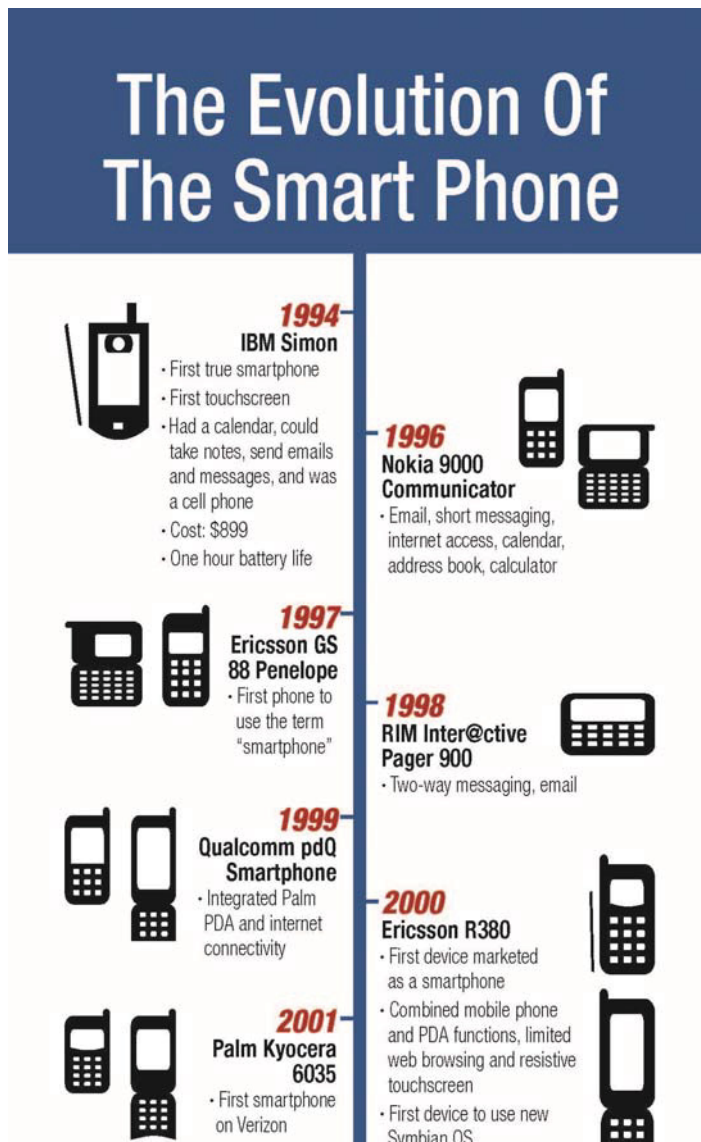 The Evolution Of
The Smart Phone
1994
IBM Simon
· First true smartphone
· First touchscreen
· Had a calendar, could
take notes, send emails
and messages, and was
a cell phone
· Cost: $899
· One hour battery life
1996
Nokia 9000
Communicator
· Email, short messaging,
internet access, calendar,
address book, calculator
1997
Ericsson GS
88 Penelope
· First phone to
use the term
“smartphone”
1998
RIM Inter@ctive
Pager 900
· Two-way messaging, email
1999
Qualcomm pdQ
Smartphone
· Integrated Palm
PDA and internet
connectivity
2000
Ericsson R380
· First device marketed
as a smartphone
· Combined mobile phone
and PDA functions, limited
web browsing and resistive
touchscreen
· First device to use new
Symbian OS
2001
Palm Kyocera
6035
· First smartphone
on Verizon